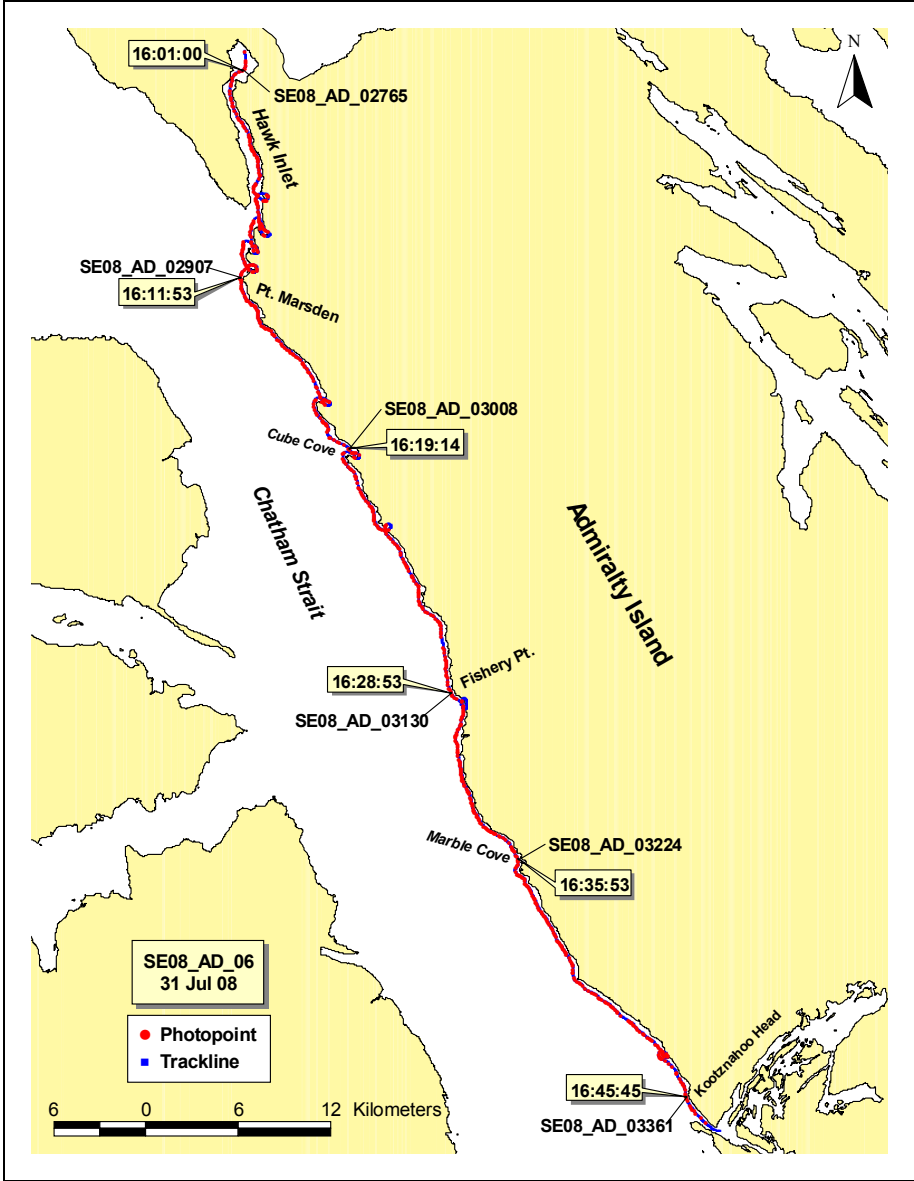 16:01:00
N
SE08_AD_02765
Hawk Inlet
SE08_AD_02907
16:11:53
Pt. Marsden
SE08_AD_03008
Cube Cove
16:19:14
Chatham Strait
Admiralty Island
Fishery Pt.
16:28:53
SE08_AD_03130
Marble Cove
SE08_AD_03224
16:35:53
SE08_AD_06
31 Jul 08
Photopoint
Trackline
Kootznahoo Head
16:45:45
SE08_AD_03361
6 0 6 12 Kilometers